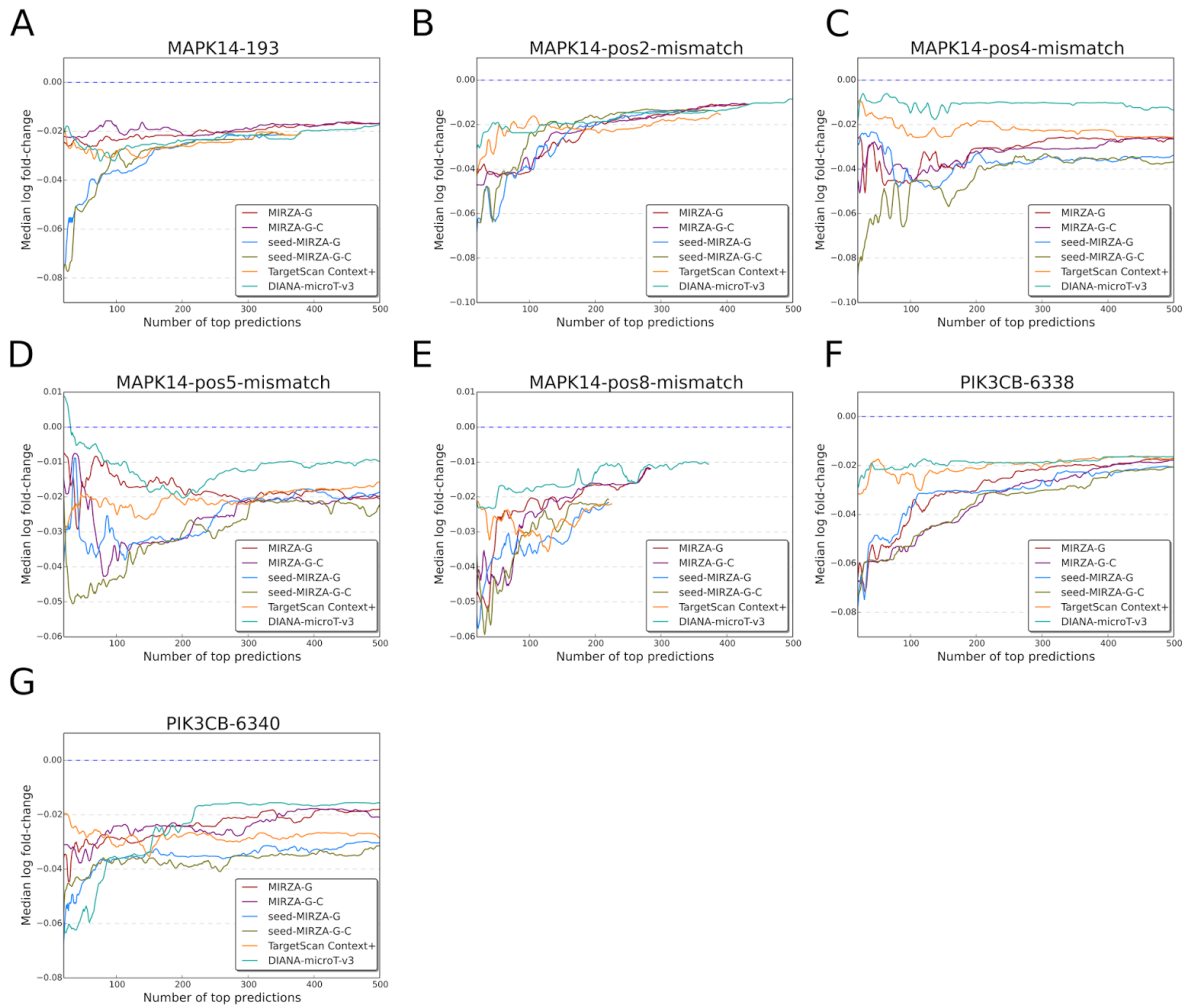 A
MAPK14-193
0.00
−0.02
−0.04
−0.06
−0.08
Median log fold-change
100
200
300
400
500
Number of top predictions
MIRZA-G
MIRZA-G-C
seed-MIRZA-G
seed-MIRZA-G-C
TargetScan Context+
DIANA-microT-v3
B
MAPK14-pos2-mismatch
0.00
−0.02
−0.04
−0.06
−0.08
−0.10
Median log fold-change
100
200
300
400
500
Number of top predictions
MIRZA-G
MIRZA-G-C
seed-MIRZA-G
seed-MIRZA-G-C
TargetScan Context+
DIANA-microT-v3
C
MAPK14-pos4-mismatch
0.00
−0.02
−0.04
−0.06
−0.08
−0.10
Median log fold-change
100
200
300
400
500
Number of top predictions
MIRZA-G
MIRZA-G-C
seed-MIRZA-G
seed-MIRZA-G-C
TargetScan Context+
DIANA-microT-v3
D
MAPK14-pos5-mismatch
0.01
0.00
−0.01
−0.02
−0.03
−0.04
−0.05
−0.06
Median log fold-change
100
200
300
400
500
Number of top predictions
MIRZA-G
MIRZA-G-C
seed-MIRZA-G
seed-MIRZA-G-C
TargetScan Context+
DIANA-microT-v3
E
MAPK14-pos8-mismatch
0.01
0.00
−0.01
−0.02
−0.03
−0.04
−0.05
−0.06
Median log fold-change
100
200
300
400
500
Number of top predictions
MIRZA-G
MIRZA-G-C
seed-MIRZA-G
seed-MIRZA-G-C
TargetScan Context+
DIANA-microT-v3
F
PIK3CB-6338
0.00
−0.02
−0.04
−0.06
−0.08
Median log fold-change
100
200
300
400
500
Number of top predictions
MIRZA-G
MIRZA-G-C
seed-MIRZA-G
seed-MIRZA-G-C
TargetScan Context+
DIANA-microT-v3
G
PIK3CB-6340
0.00
−0.02
−0.04
−0.06
−0.08
Median log fold-change
100
200
300
400
500
Number of top predictions
MIRZA-G
MIRZA-G-C
seed-MIRZA-G
seed-MIRZA-G-C
TargetScan Context+
DIANA-microT-v3